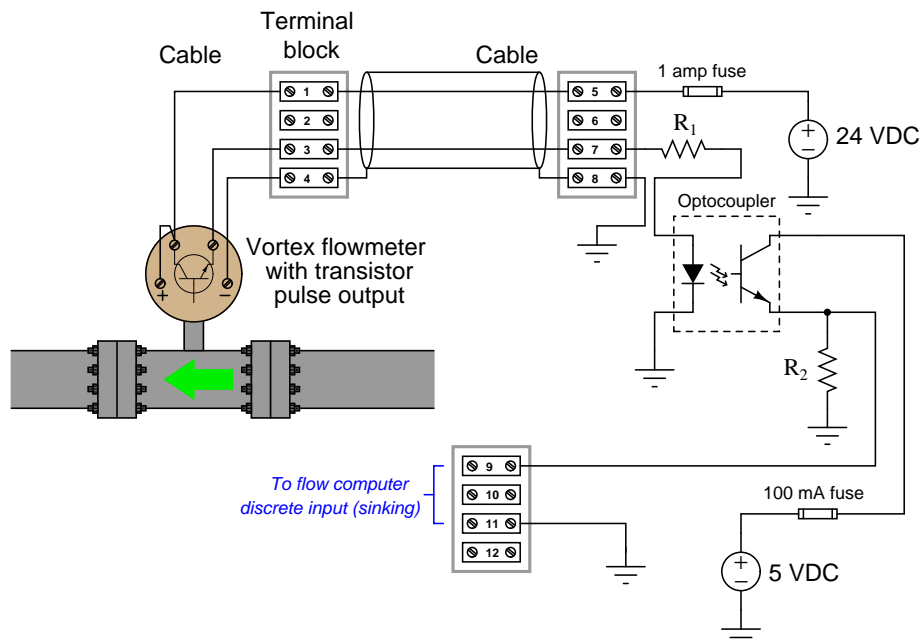 Terminal
block
Cable
Cable
1 amp fuse
1
2
3
4
5
6
7
8
R1
+
−
24 VDC
Optocoupler
Vortex flowmeter
with transistor
pulse output
+
−
R2
To flow computer
discrete input (sinking)
9
10
11
12
100 mA fuse
+
−
5 VDC